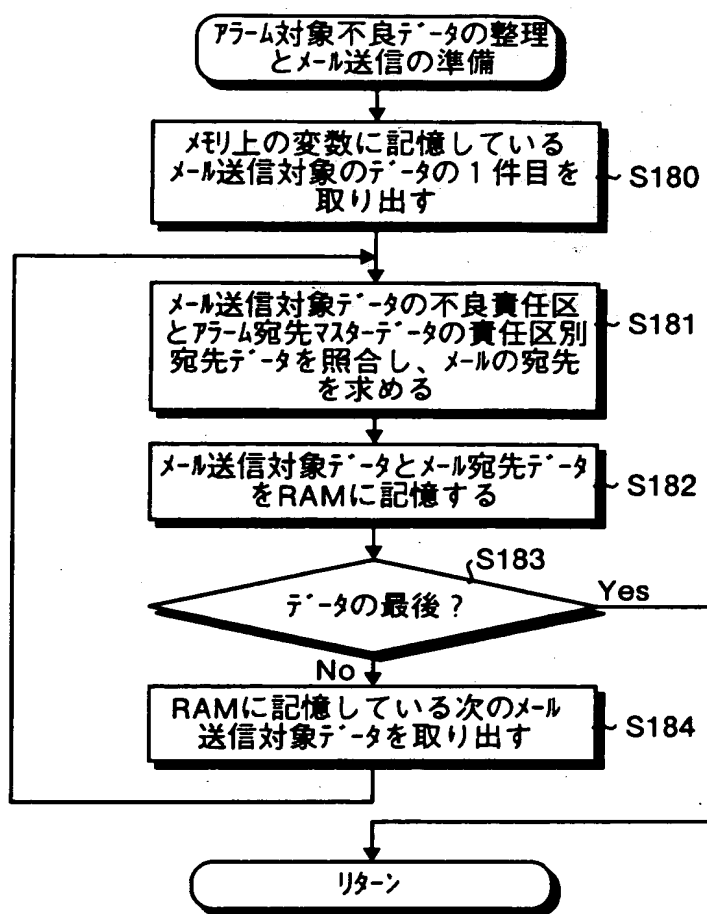 ｱﾗｰﾑ対象不良ﾃﾞｰﾀの整理
とﾒｰﾙ送信の準備
ﾒﾓﾘ上の変数に記憶している
ﾒｰﾙ送信対象のﾃﾞｰﾀの１件目を
取り出す
S180
ﾒｰﾙ送信対象ﾃﾞｰﾀの不良責任区
とｱﾗｰﾑ宛先ﾏｽﾀｰﾃﾞｰﾀの責任区別
宛先ﾃﾞｰﾀを照合し、ﾒｰﾙの宛先
を求める
S181
ﾒｰﾙ送信対象ﾃﾞｰﾀとﾒｰﾙ宛先ﾃﾞｰﾀ
をRAMに記憶する
S182
S183
ﾃﾞｰﾀの最後？
Yes
No
RAMに記憶している次のﾒｰﾙ
送信対象ﾃﾞｰﾀを取り出す
S184
ﾘﾀｰﾝ